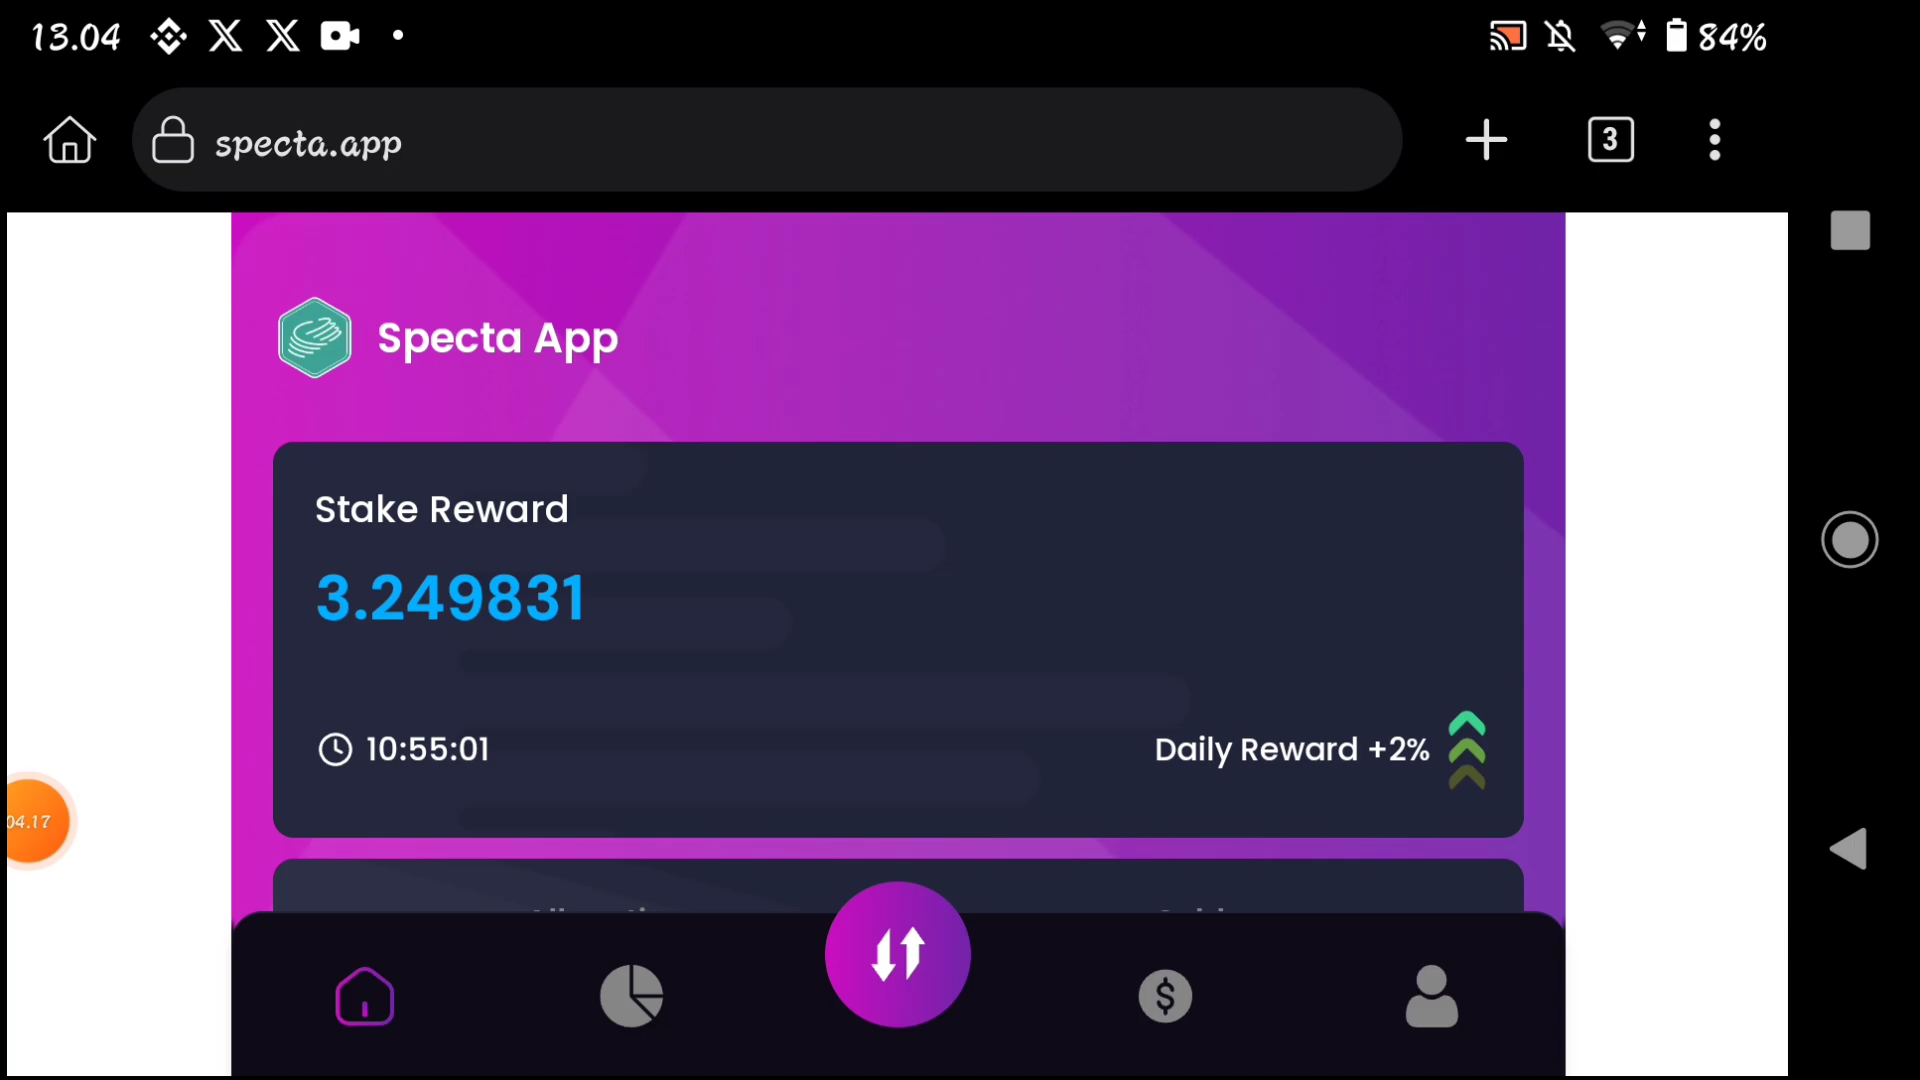 13.04
84%
specta.app
3
Specta App
Stake Reward
3.249831
10:55:01
Daily Reward +2%
04.17